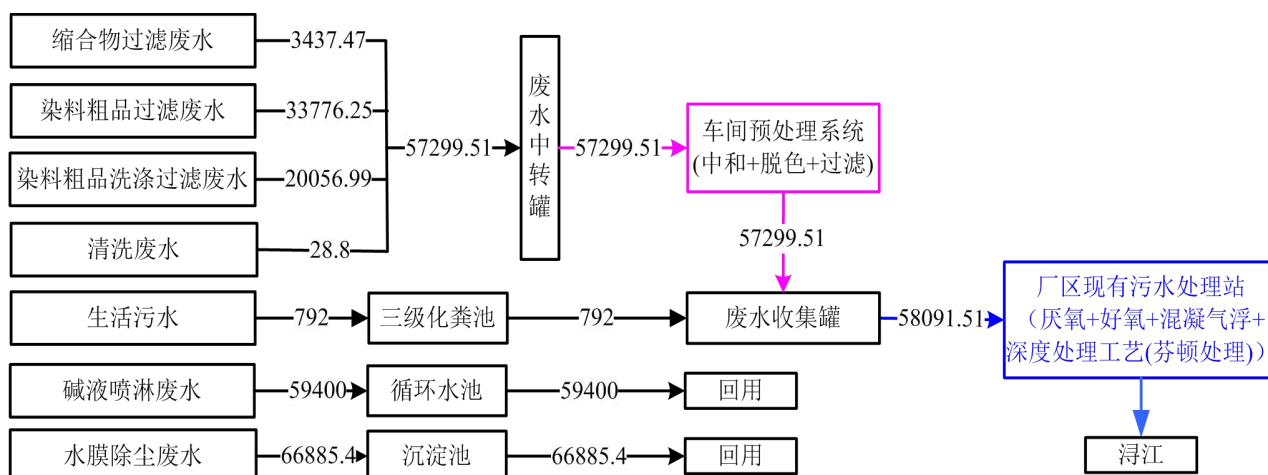 缩合物过滤废水
3437.47
染料粗品过滤废水
33776.25
染料粗品洗涤过滤废水
20056.99
清洗废水
28.8
57299.51
废水中转罐
57299.51
车间预处理系统
(中和+脱色+过滤)
57299.51
生活污水
792
三级化粪池
792
废水收集罐
58091.51
厂区现有污水处理站
（厌氧+好氧+混凝气浮+
深度处理工艺(芬顿处理)）
碱液喷淋废水
59400
循环水池
59400
回用
水膜除尘废水
66885.4
沉淀池
66885.4
回用
浔江